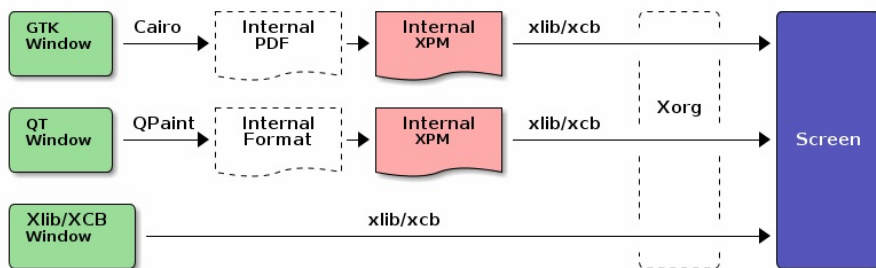 GTK
Window
Cairo
Internal
PDF
Internal
XPM
xlib/xcb
QT
Window
QPaint
Internal
Format
Internal
XPM
xlib/xcb
Xorg
Screen
Xlib/XCB
Window
xlib/xcb